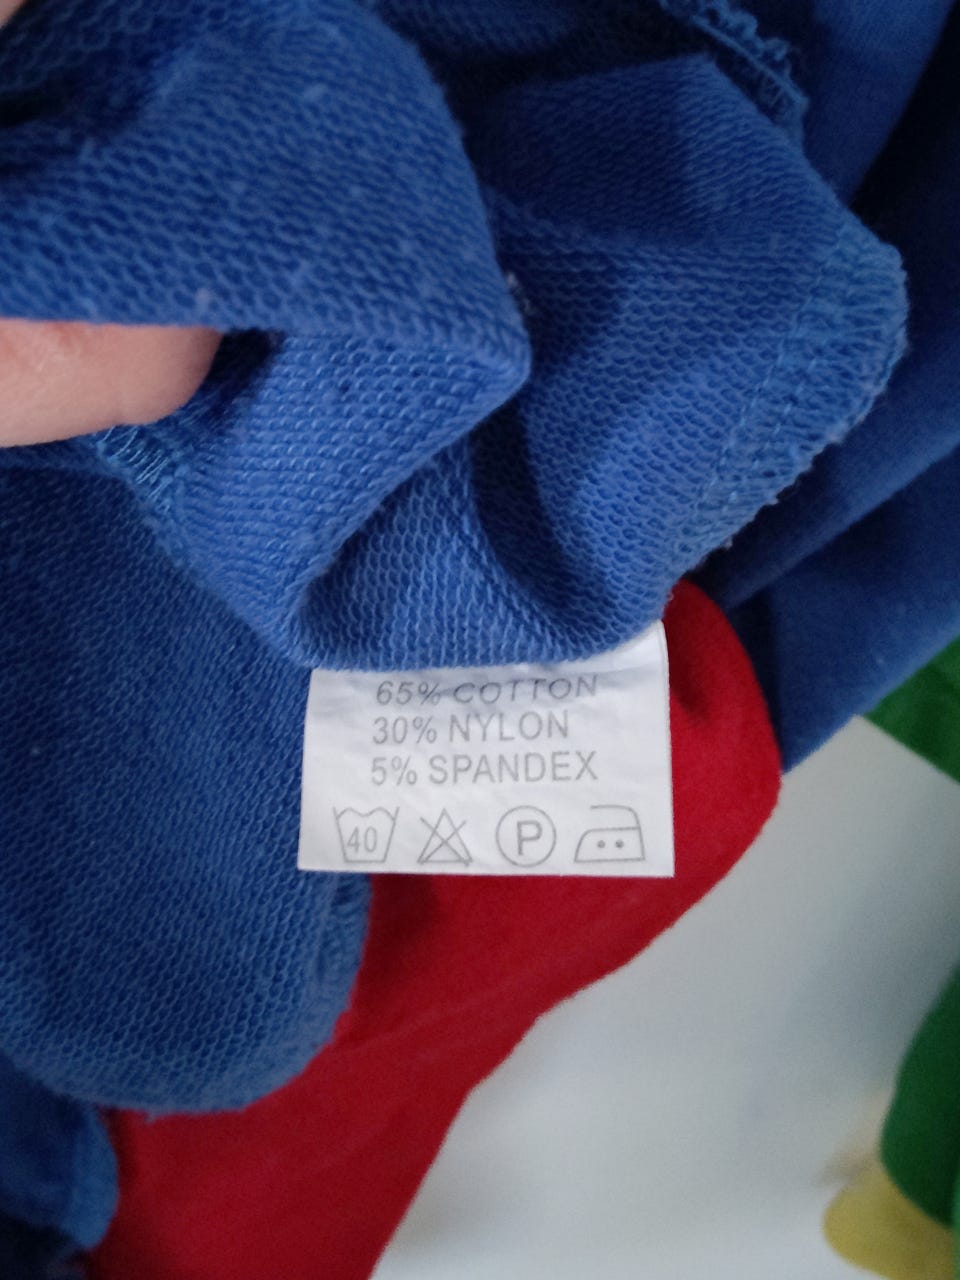 65% COTTON
30% NYLON
5% SPANDEX
40 P